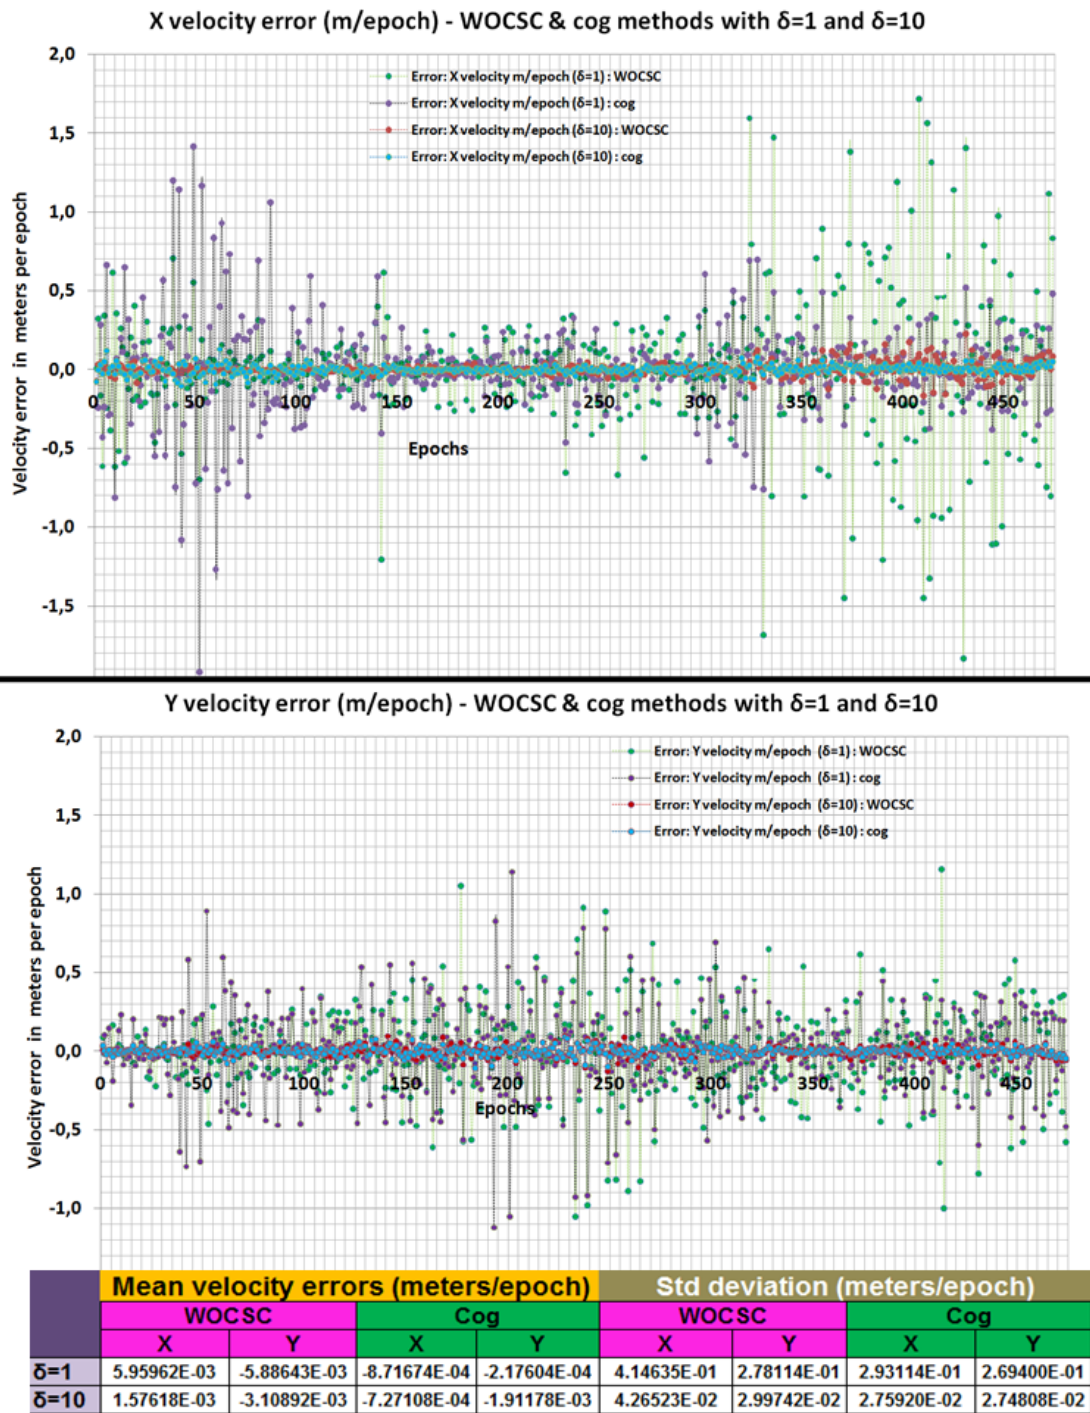 X velocity error (m/epoch) - WOCSC & cog methods with δ=1 and δ=10
2,0
Error: X velocity m/epoch (δ=1) : WOCSC
Error: X velocity m/epoch (δ=1) : cog
Error: X velocity m/epoch (δ=10) : WOCSC
Error: X velocity m/epoch (δ=10) : cog
1,5
1,0
0,5
0,0
-0,5
-1,0
-1,5
Velocity error in meters per epoch
0 50 100 150 200 250 300 350 400 450
Epochs
Y velocity error (m/epoch) - WOCSC & cog methods with δ=1 and δ=10
2,0
Error: Y velocity m/epoch (δ=1) : WOCSC
Error: Y velocity m/epoch (δ=1) : cog
Error: Y velocity m/epoch (δ=10) : WOCSC
Error: Y velocity m/epoch (δ=10) : cog
1,5
1,0
0,5
0,0
-0,5
-1,0
Velocity error in meters per epoch
0 50 100 150 200 250 300 350 400 450
Epochs
Mean velocity errors (meters/epoch) Std deviation (meters/epoch)
WOCSC Cog WOCSC Cog
X Y X Y X Y X Y
δ=1 5.95962E-03 -5.88643E-03 -8.71674E-04 -2.17604E-04 4.14635E-01 2.78114E-01 2.93114E-01 2.69400E-01
δ=10 1.57618E-03 -3.10892E-03 -7.27108E-04 -1.91178E-03 4.26523E-02 2.99742E-02 2.75920E-02 2.74808E-02